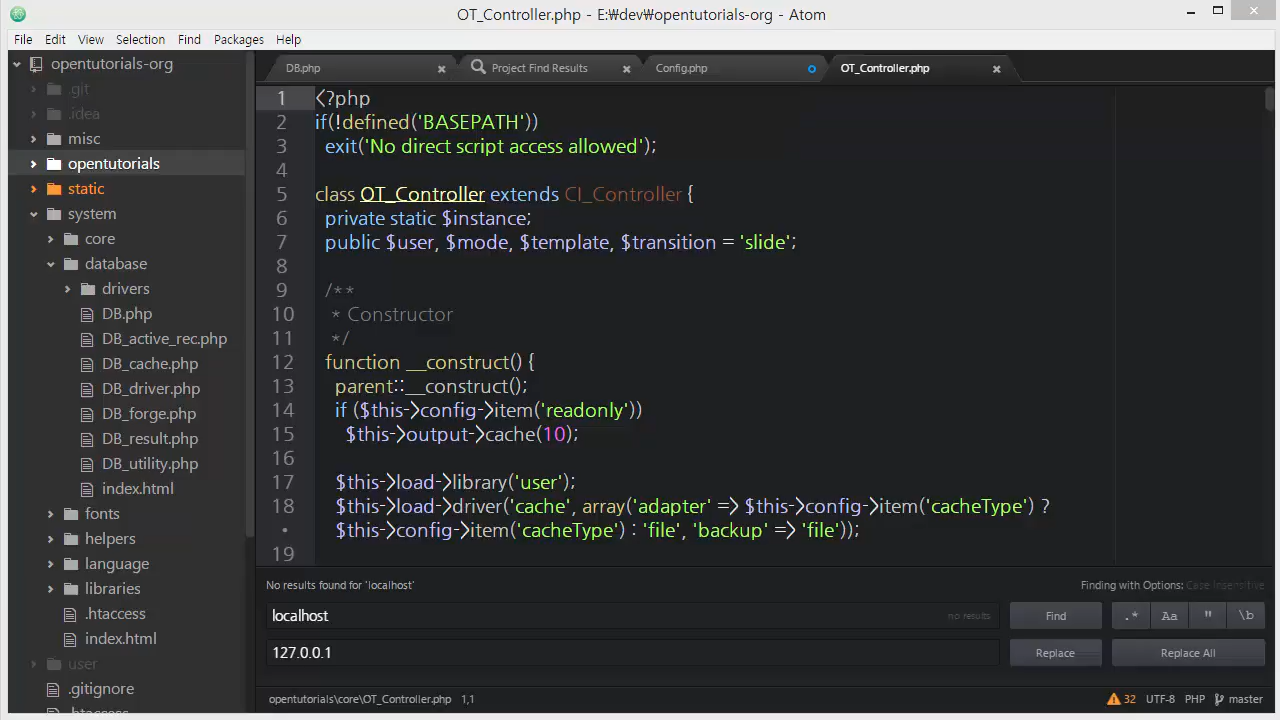 OT_Controller.php - E:₩dev₩opentutorials-org - Atom
File Edit View Selection Find Packages Help
opentutorials-org
.git
.idea
misc
opentutorials
static
system
core
database
drivers
DB.php
DB_active_rec.php
DB_cache.php
DB_driver.php
DB_forge.php
DB_result.php
DB_utility.php
index.html
fonts
helpers
language
libraries
.htaccess
index.html
user
.gitignore
.htaccess
DB.php Project Find Results Config.php OT_Controller.php
1 <?php
2 if(!defined('BASEPATH'))
3 exit('No direct script access allowed');
4
5 class OT_Controller extends CI_Controller {
6 private static $instance;
7 public $user, $mode, $template, $transition = 'slide';
8
9 /**
10 * Constructor
11 */
12 function __construct() {
13 parent::__construct();
14 if ($this->config->item('readonly'))
15 $this->output->cache(10);
16
17 $this->load->library('user');
18 $this->load->driver('cache', array('adapter' => $this->config->item('cacheType') ?
• $this->config->item('cacheType') : 'file', 'backup' => 'file'));
19
No results found for 'localhost' Finding with Options: Case Insensitive
localhost no results Find .* Aa " \b
127.0.0.1 Replace Replace All
opentutorials\core\OT_Controller.php 1,1 32 UTF-8 PHP master